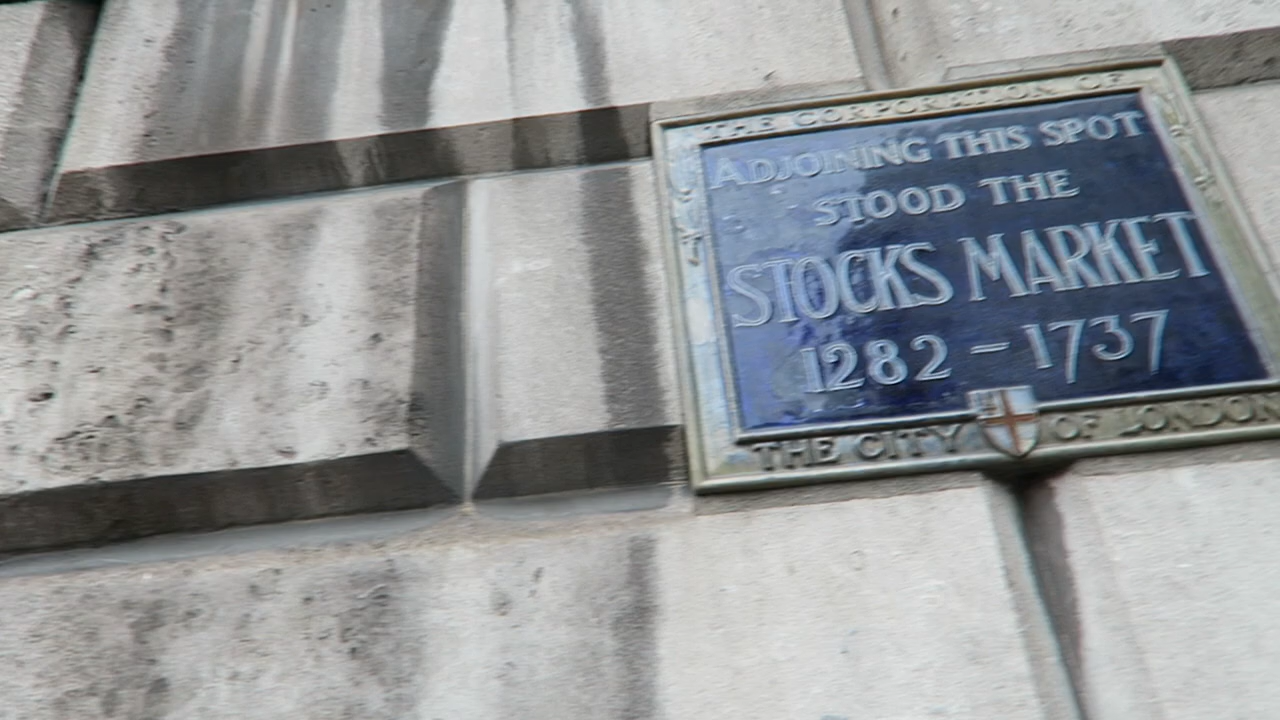 THE CORPORATION OF
ADJOINING THIS SPOT
STOOD THE
STOCKS MARKET
1282 – 1737
THE CITY OF LONDON